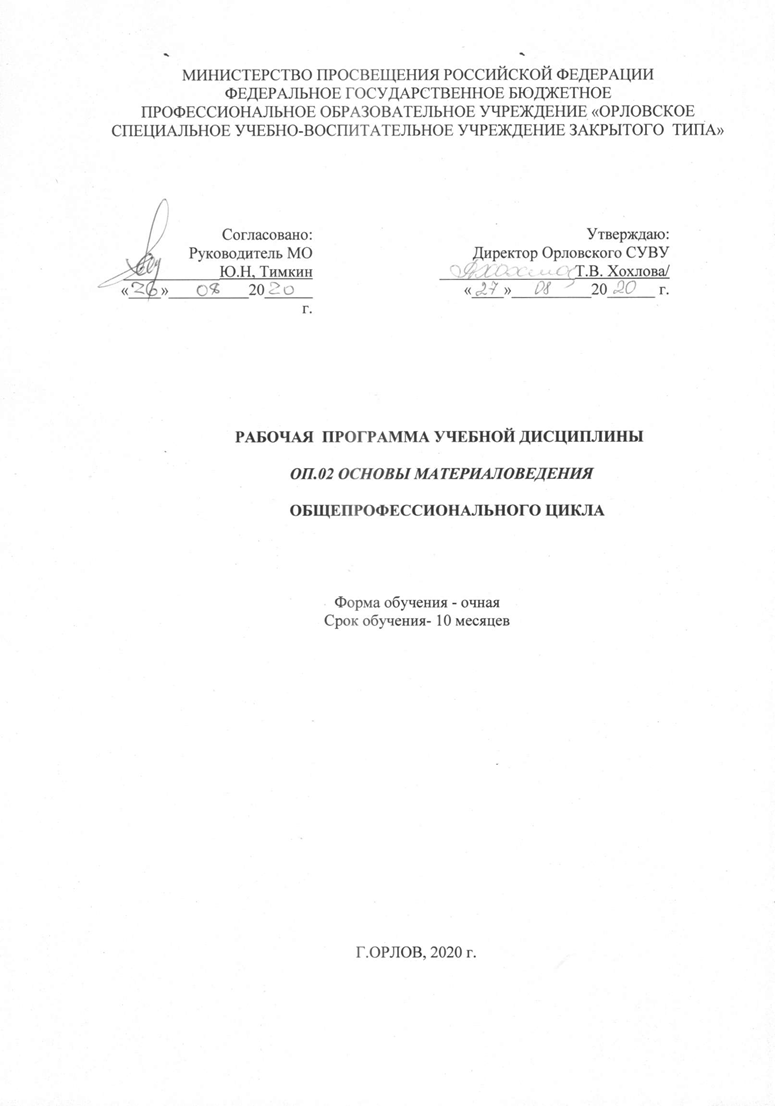 МИНИСТЕРСТВО ПРОСВЕЩЕНИЯ РОССИЙСКОЙ ФЕДЕРАЦИИ
ФЕДЕРАЛЬНОЕ ГОСУДАРСТВЕННОЕ БЮДЖЕТНОЕ
ПРОФЕССИОНАЛЬНОЕ ОБРАЗОВАТЕЛЬНОЕ УЧРЕЖДЕНИЕ «ОРЛОВСКОЕ
СПЕЦИАЛЬНОЕ УЧЕБНО-ВОСПИТАТЕЛЬНОЕ УЧРЕЖДЕНИЕ ЗАКРЫТОГО ТИПА»
Согласовано:
Руководитель МО
Ю.Н, Тимкин
«26» 08 2020
г.
Утверждаю:
Директор Орловского СУВУ
Т.В. Хохлова/
«27» 08 2020 г.
РАБОЧАЯ ПРОГРАММА УЧЕБНОЙ ДИСЦИПЛИНЫ
ОП.02 ОСНОВЫ МАТЕРИАЛОВЕДЕНИЯ
ОБЩЕПРОФЕССИОНАЛЬНОГО ЦИКЛА
Форма обучения - очная
Срок обучения- 10 месяцев
Г.ОРЛОВ, 2020 г.